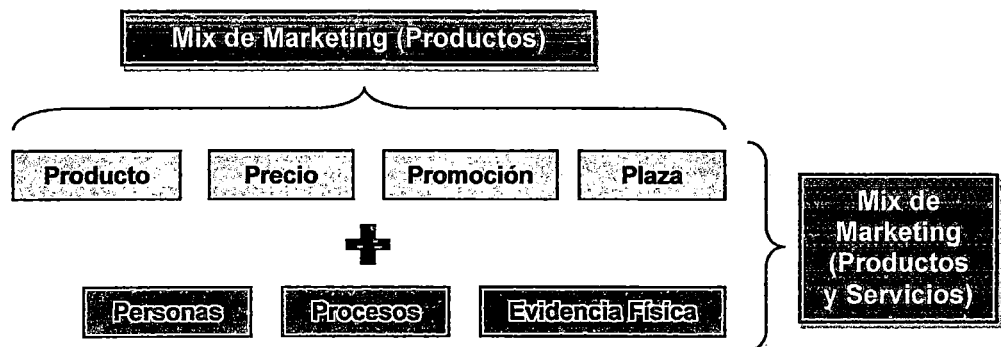 Mix de Marketing (Productos)
Producto
Precio
Promoción
Plaza
Mix de
Marketing
(Productos
y Servicios)
Personas
Procesos
Evidencia Física